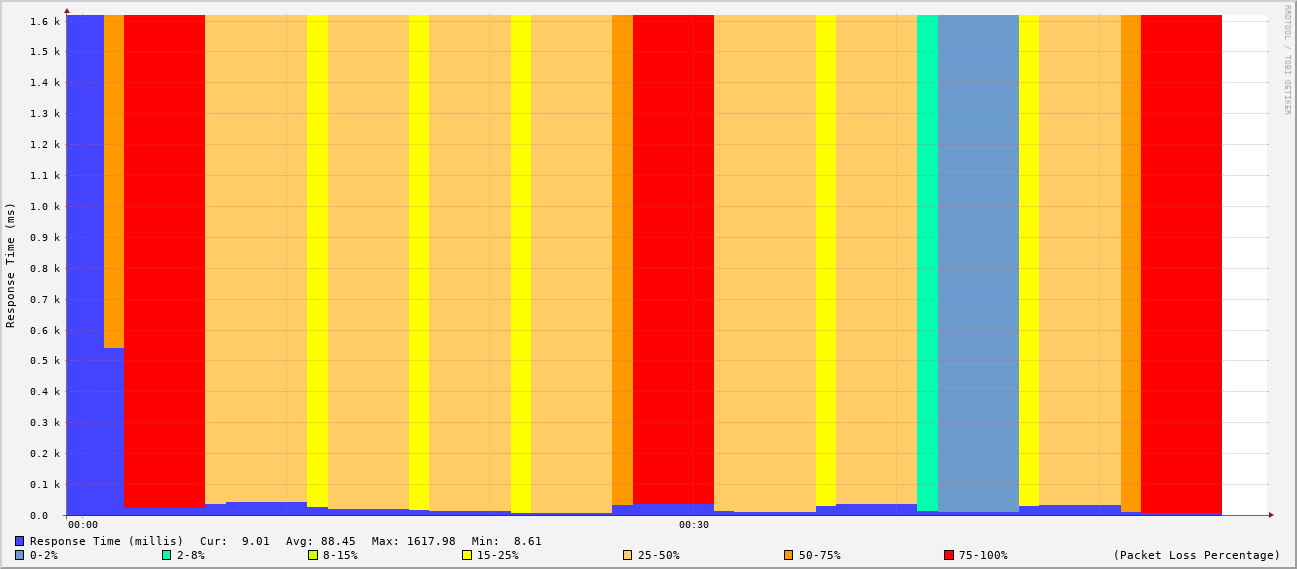 RRDTOOL / TOBI OETIKER
Response Time (ms)
1.6 k
1.5 k
1.4 k
1.3 k
1.2 k
1.1 k
1.0 k
0.9 k
0.8 k
0.7 k
0.6 k
0.5 k
0.4 k
0.3 k
0.2 k
0.1 k
0.0
00:00 00:30
Response Time (millis) Cur: 9.01 Avg: 88.45 Max: 1617.98 Min: 8.61
0-2% 2-8% 8-15% 15-25% 25-50% 50-75% 75-100% (Packet Loss Percentage)